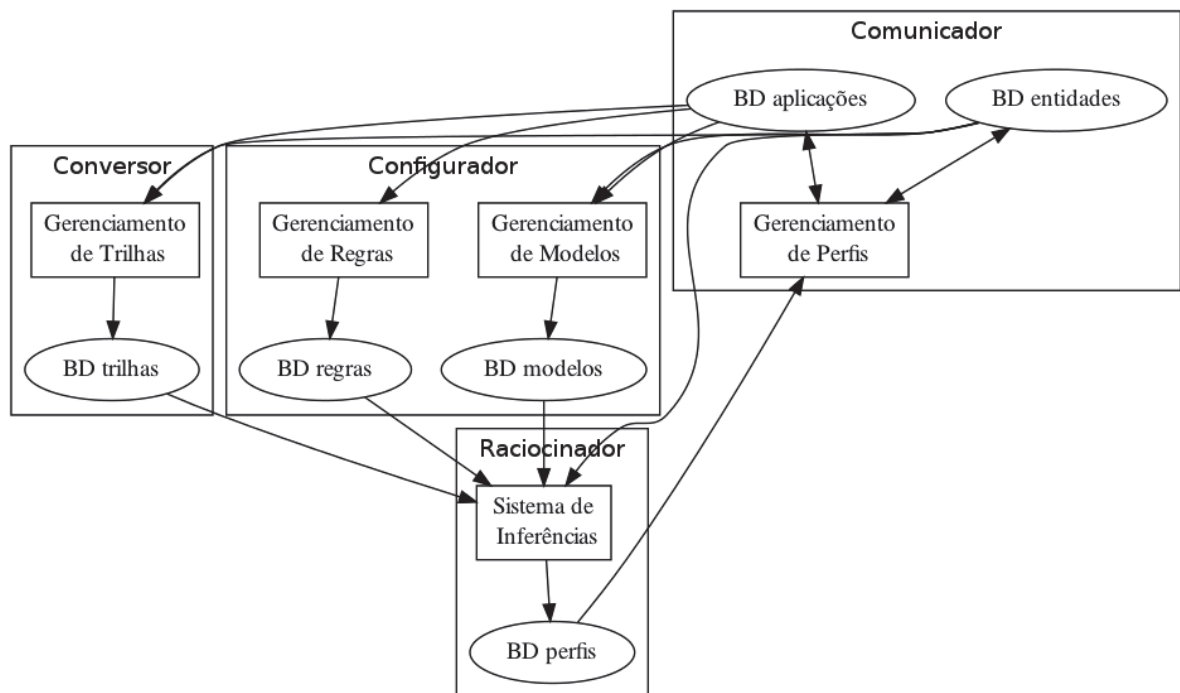 Comunicador
BD aplicações
BD entidades
Conversor
Configurador
Gerenciamento
de Trilhas
Gerenciamento
de Regras
Gerenciamento
de Modelos
Gerenciamento
de Perfis
BD trilhas
BD regras
BD modelos
Raciocinador
Sistema de
Inferências
BD perfis